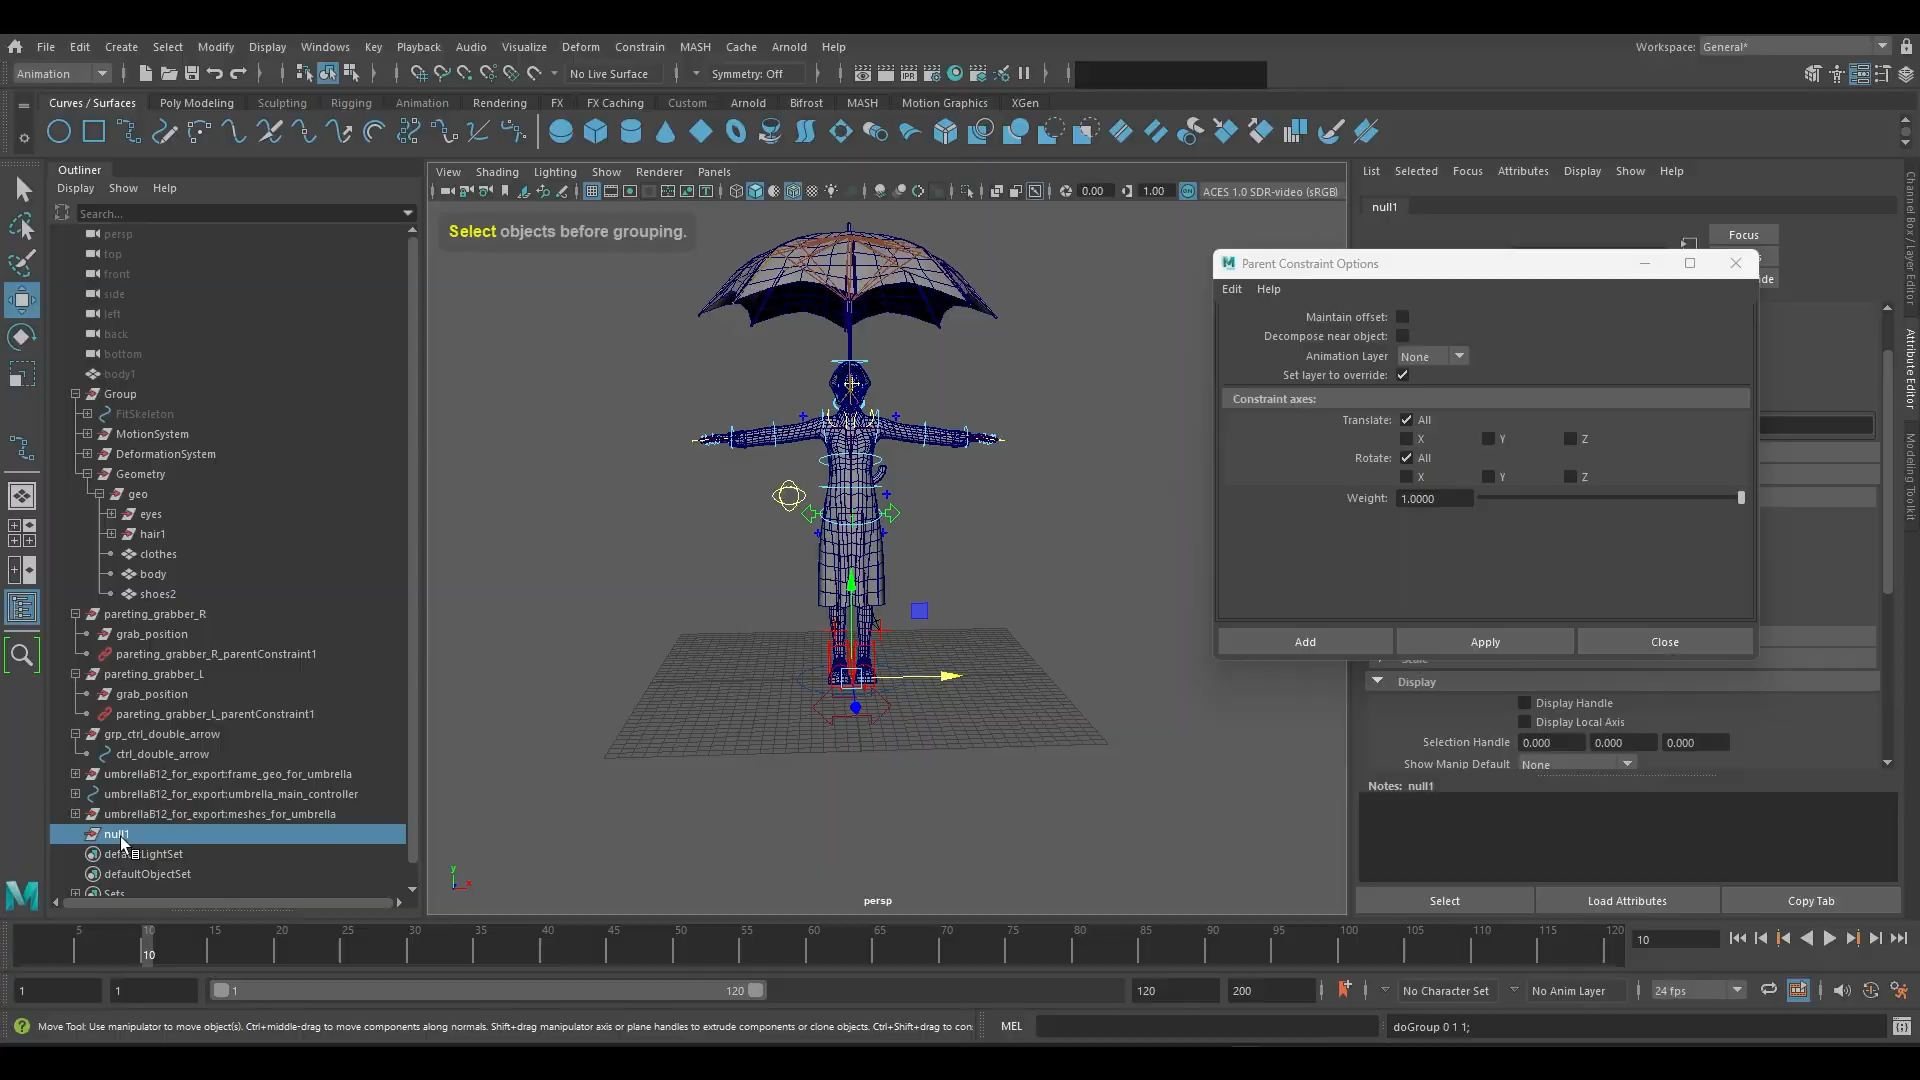 File Edit Create Select Modify Display Windows Key Playback Audio Visualize Deform Constrain MASH Cache Arnold Help
Workspace: General*
Animation
No Live Surface
Symmetry: Off
IPR
Curves / Surfaces Poly Modeling Sculpting Rigging Animation Rendering FX FX Caching Custom Arnold Bifrost MASH Motion Graphics XGen
Outliner
Display Show Help
Search...
persp
top
front
side
left
back
bottom
body1
Group
FitSkeleton
MotionSystem
DeformationSystem
Geometry
geo
eyes
hair1
clothes
body
shoes2
pareting_grabber_R
grab_position
pareting_grabber_R_parentConstraint1
pareting_grabber_L
grab_position
pareting_grabber_L_parentConstraint1
grp_ctrl_double_arrow
ctrl_double_arrow
umbrellaB12_for_export:frame_geo_for_umbrella
umbrellaB12_for_export:umbrella_main_controller
umbrellaB12_for_export:meshes_for_umbrella
null1
LightSet
defaultObjectSet
Sets
View Shading Lighting Show Renderer Panels
0.00 1.00 ACES 1.0 SDR-video (sRGB)
Select objects before grouping.
y
x
persp
List Selected Focus Attributes Display Show Help
null1
Focus
Parent Constraint Options
Edit Help
Maintain offset:
Decompose near object:
Animation Layer None
Set layer to override:
Constraint axes:
Translate: All
X Y Z
Rotate: All
X Y Z
Weight: 1.0000
Add Apply Close
Display
Display Handle
Display Local Axis
Selection Handle 0.000 0.000 0.000
Show Manip Default None
Notes: null1
Select Load Attributes Copy Tab
Channel Box / Layer Editor
Attribute Editor
Modeling Toolkit
5 10 15 20 25 30 35 40 45 50 55 60 65 70 75 80 85 90 95 100 105 110 115 120
10
10
1 1 1 120 120 200 No Character Set No Anim Layer 24 fps
Move Tool: Use manipulator to move object(s). Ctrl+middle-drag to move components along normals. Shift+drag manipulator axis or plane handles to extrude components or clone objects. Ctrl+Shift+drag to con
MEL
doGroup 0 1 1;